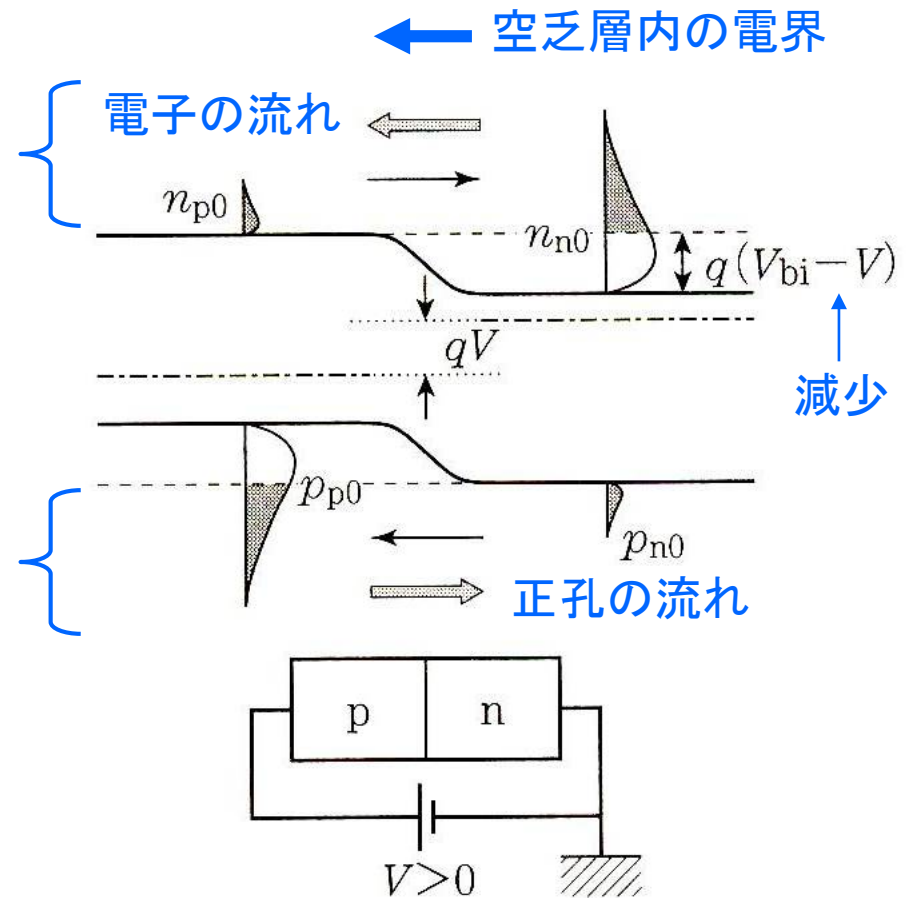 空乏層内の電界
電子の流れ
n_p0
n_n0
q(V_bi−V)
qV
減少
p_p0
p_n0
正孔の流れ
p
n
V>0